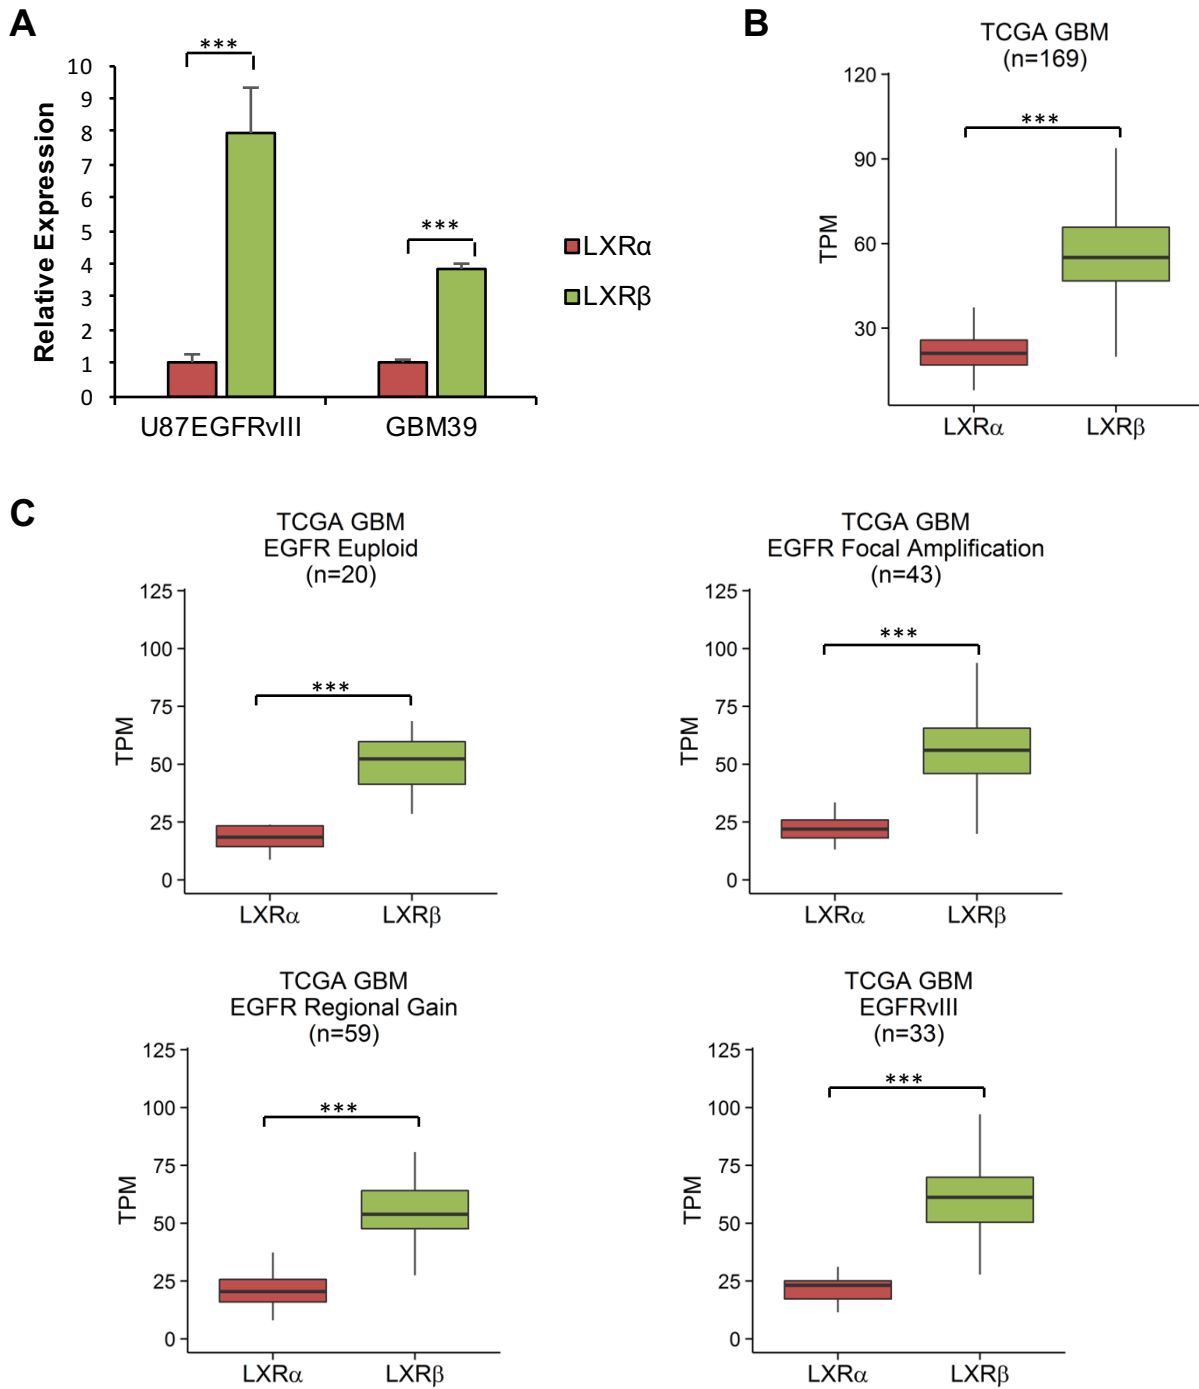 A
***
10
9
8
7
6
5
4
3
2
1
0
Relative Expression
***
U87EGFRvIII
GBM39
LXRα
LXRβ
B
TCGA GBM
(n=169)
120
90
60
30
TPM
***
LXRα
LXRβ
C
TCGA GBM
EGFR Euploid
(n=20)
125
100
75
50
25
0
TPM
***
LXRα
LXRβ
TCGA GBM
EGFR Focal Amplification
(n=43)
125
100
75
50
25
0
TPM
***
LXRα
LXRβ
TCGA GBM
EGFR Regional Gain
(n=59)
125
100
75
50
25
0
TPM
***
LXRα
LXRβ
TCGA GBM
EGFRvIII
(n=33)
125
100
75
50
25
0
TPM
***
LXRα
LXRβ